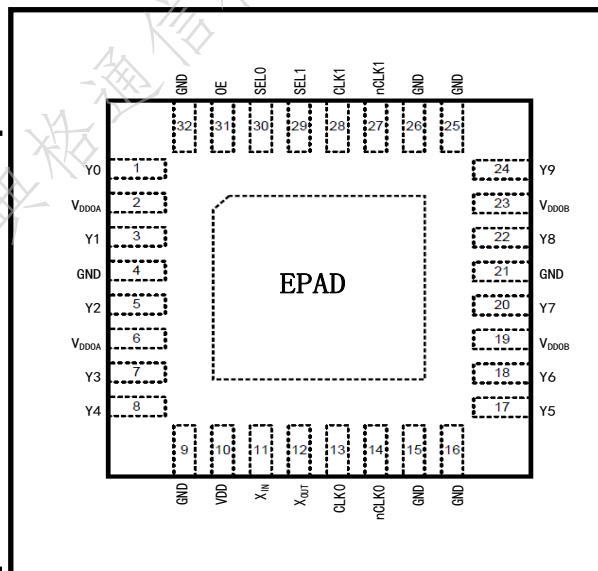 GND OE SEL0 SEL1 CLK1 nCLK1 GND GND
32 31 30 29 28 27 26 25
Y0 1 24 Y9
VDDOA 2 23 VDDOB
Y1 3 22 Y8
GND 4 21 GND
EPAD
Y2 5 20 Y7
VDDOA 6 19 VDDOB
Y3 7 18 Y6
Y4 8 17 Y5
9 10 11 12 13 14 15 16
GND VDD XIN XOUT CLK0 nCLK0 GND GND
格通信